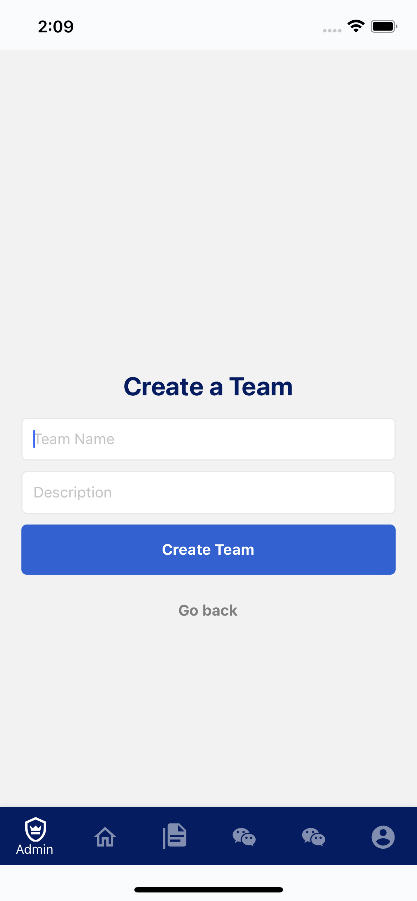 2:09
Create a Team
Team Name
Description
Create Team
Go back
Admin